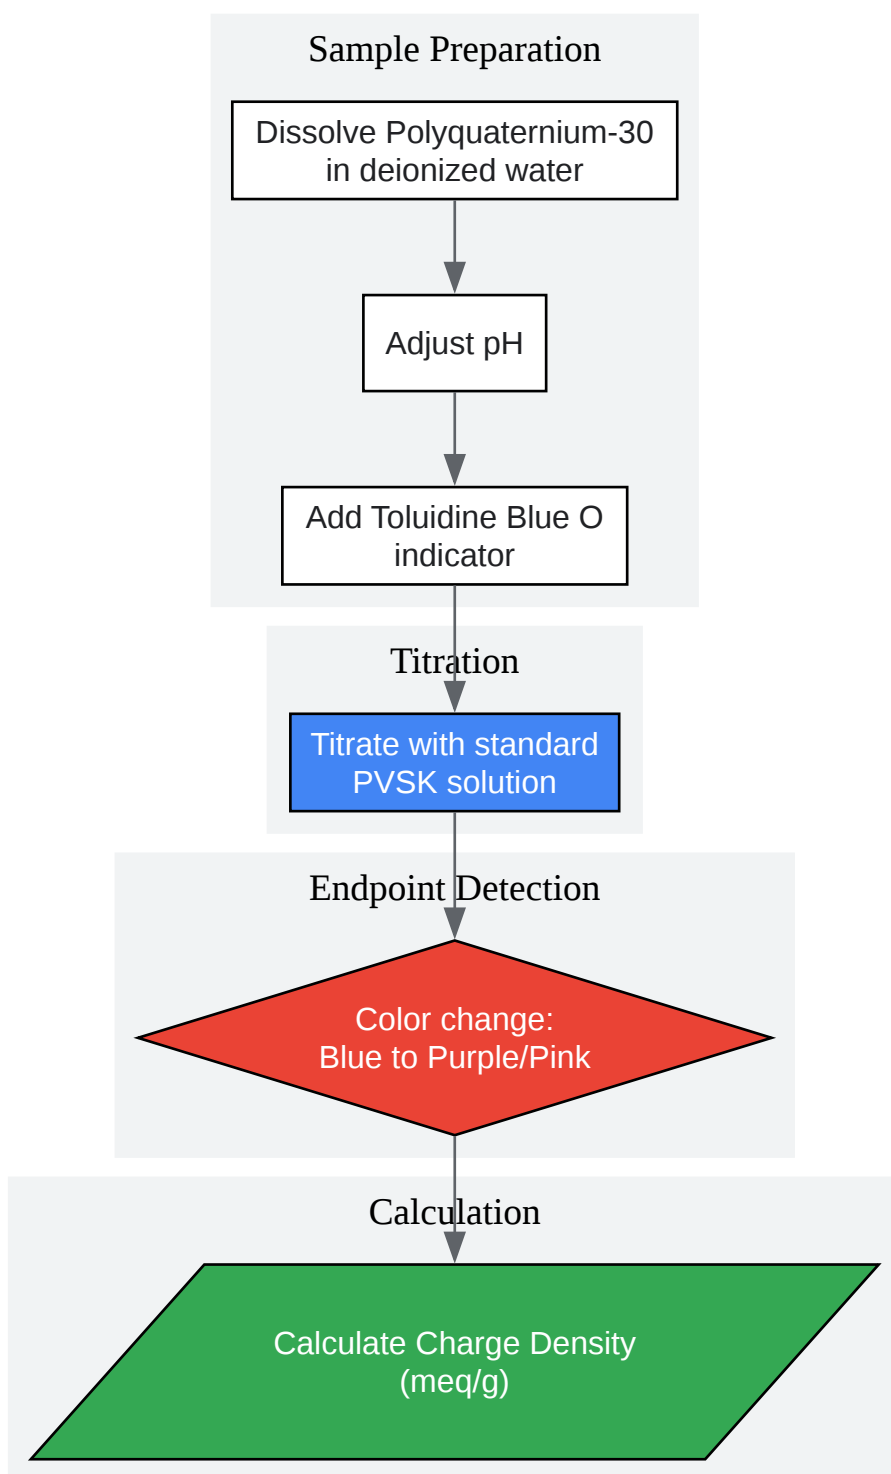 Sample Preparation
Dissolve Polyquaternium-30
in deionized water
Adjust pH
Add Toluidine Blue O
indicator
Titration
Titrate with standard
PVSK solution
Endpoint Detection
Color change:
Blue to Purple/Pink
Calculation
Calculate Charge Density
(meq/g)